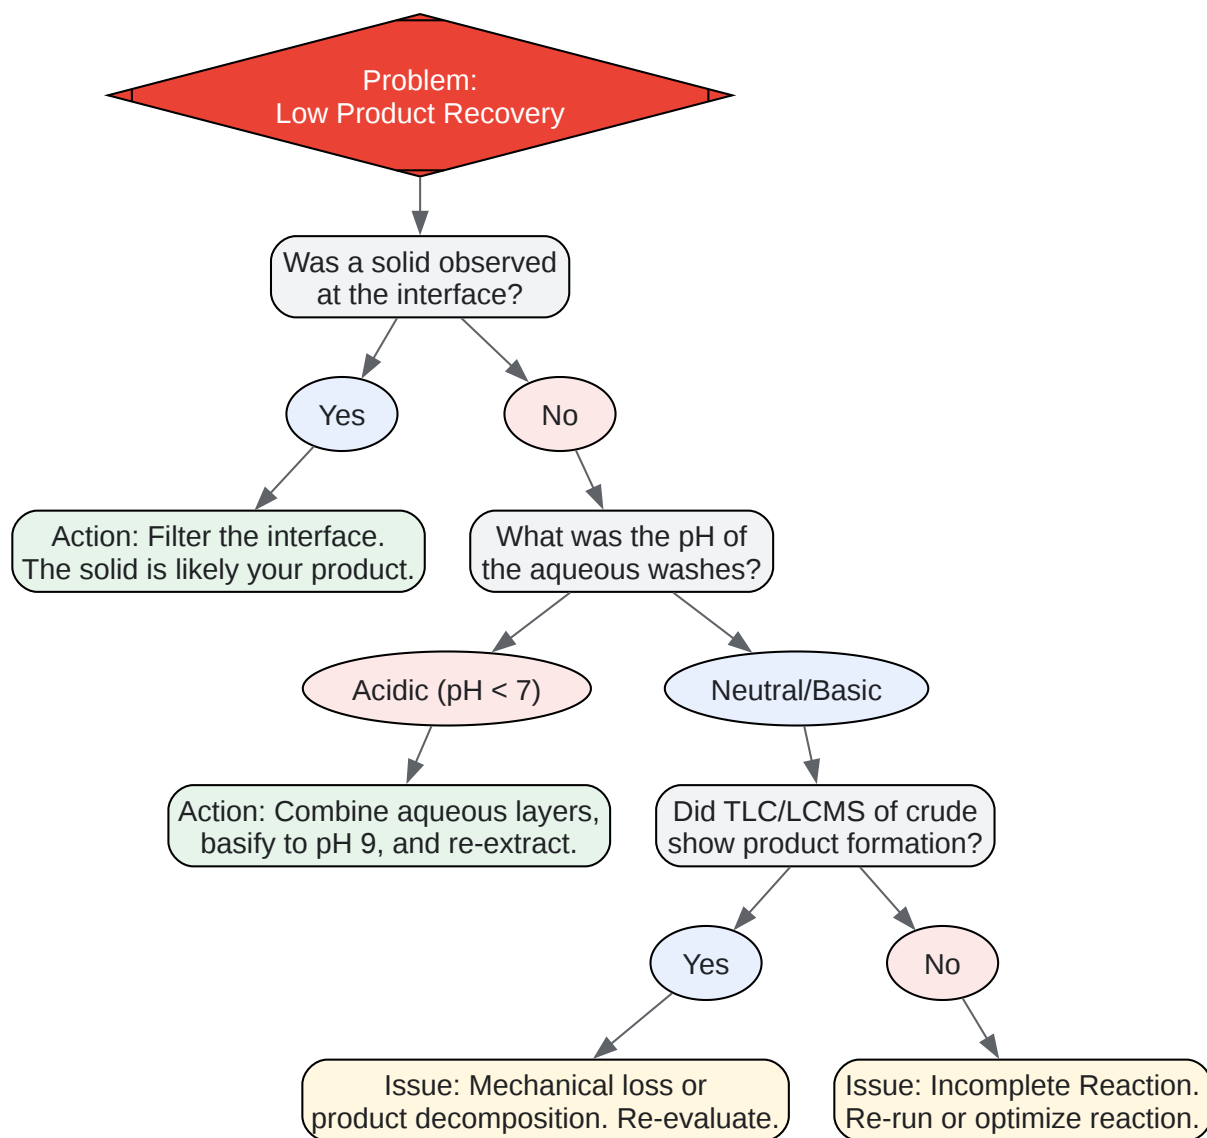 Problem:
Low Product Recovery
Was a solid observed
at the interface?
Yes
No
Action: Filter the interface.
The solid is likely your product.
What was the pH of
the aqueous washes?
Acidic (pH < 7)
Neutral/Basic
Action: Combine aqueous layers,
basify to pH 9, and re-extract.
Did TLC/LCMS of crude
show product formation?
Yes
No
Issue: Mechanical loss or
product decomposition. Re-evaluate.
Issue: Incomplete Reaction.
Re-run or optimize reaction.